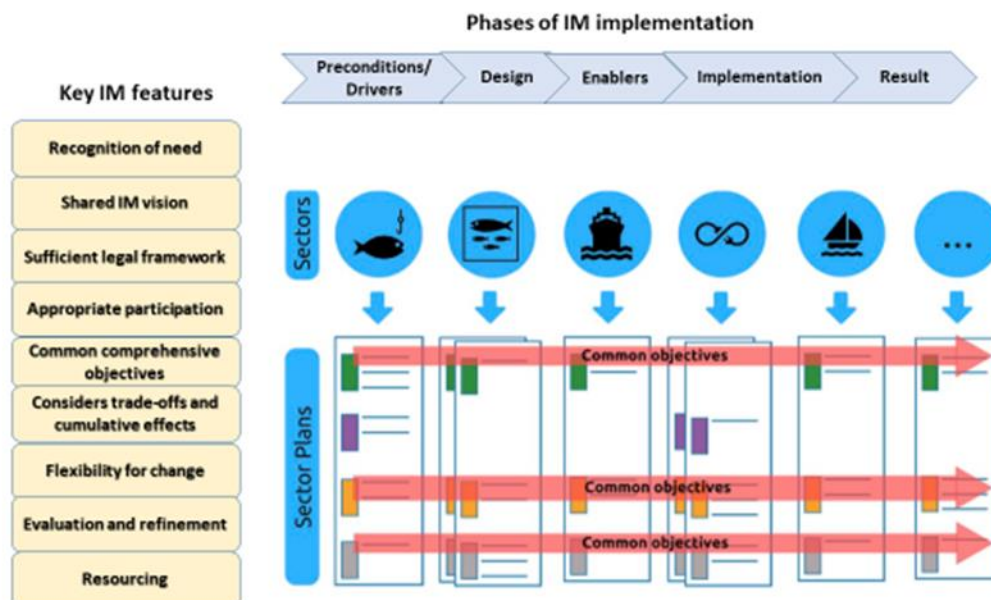 Phases of IM implementation
Preconditions/
Drivers
Design
Enablers
Implementation
Result
Key IM features
Recognition of need
Shared IM vision
Sufficient legal framework
Appropriate participation
Common comprehensive
objectives
Considers trade-offs and
cumulative effects
Flexibility for change
Evaluation and refinement
Resourcing
Sectors
...
Sector Plans
Common objectives
Common objectives
Common objectives